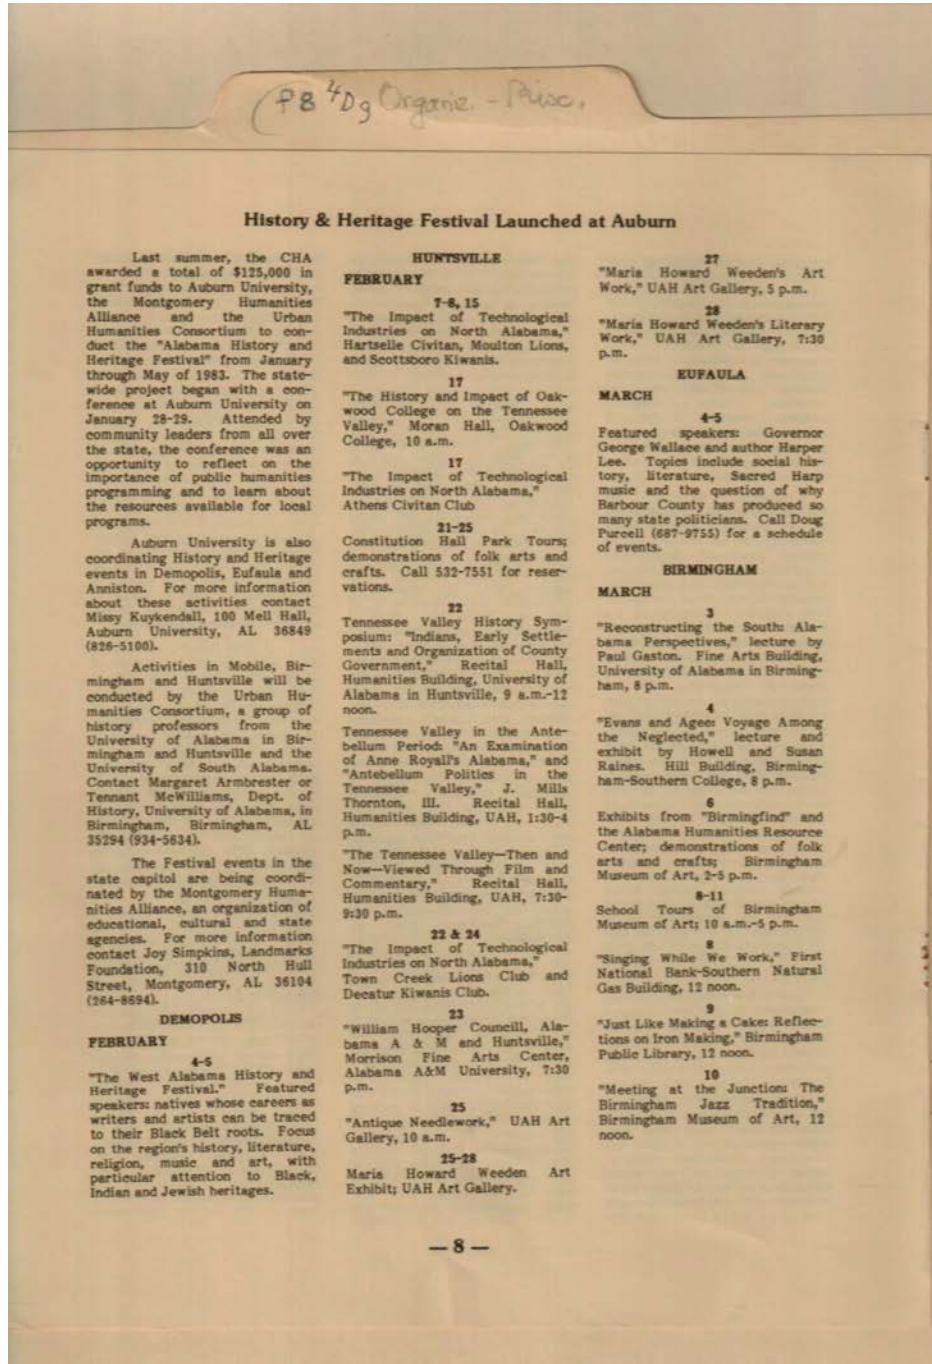 (P8 4Dg Organiz. - Misc.
History & Heritage Festival Launched at Auburn
Last summer, the CHA
awarded a total of $125,000 in
grant funds to Auburn University,
the Montgomery Humanities
Alliance and the Urban
Humanities Consortium to con-
duct the "Alabama History and
Heritage Festival" from January
through May of 1983. The state-
wide project began with a con-
ference at Auburn University on
January 28-29. Attended by
community leaders from all over
the state, the conference was an
opportunity to reflect on the
importance of public humanities
programming and to learn about
the resources available for local
programs.
Auburn University is also
coordinating History and Heritage
events in Demopolis, Eufaula and
Anniston. For more information
about these activities contact
Missy Kuykendall, 100 Mell Hall,
Auburn University, AL 36849
(826-5100).
Activities in Mobile, Bir-
mingham and Huntsville will be
conducted by the Urban Hu-
manities Consortium, a group of
history professors from the
University of Alabama in Bir-
mingham and Huntsville and the
University of South Alabama.
Contact Margaret Armbrester or
Tennant McWilliams, Dept. of
History, University of Alabama, in
Birmingham, Birmingham, AL
35294 (934-5634).
The Festival events in the
state capitol are being coordi-
nated by the Montgomery Huma-
nities Alliance, an organization of
educational, cultural and state
agencies. For more information
contact Joy Simpkins, Landmarks
Foundation, 310 North Hull
Street, Montgomery, AL 36104
(264-8694).
DEMOPOLIS
FEBRUARY
4-5
"The West Alabama History and
Heritage Festival." Featured
speakers: natives whose careers as
writers and artists can be traced
to their Black Belt roots. Focus
on the region's history, literature,
religion, music and art, with
particular attention to Black,
Indian and Jewish heritages.
HUNTSVILLE
FEBRUARY
7-8, 15
"The Impact of Technological
Industries on North Alabama,"
Hartselle Civitan, Moulton Lions,
and Scottsboro Kiwanis.
17
"The History and Impact of Oak-
wood College on the Tennessee
Valley," Moran Hall, Oakwood
College, 10 a.m.
17
"The Impact of Technological
Industries on North Alabama,"
Athens Civitan Club
21-25
Constitution Hall Park Tours;
demonstrations of folk arts and
crafts. Call 532-7551 for reser-
vations.
22
Tennessee Valley History Sym-
posium: "Indians, Early Settle-
ments and Organization of County
Government," Recital Hall,
Humanities Building, University of
Alabama in Huntsville, 9 a.m.-12
noon.
Tennessee Valley in the Ante-
bellum Period: "An Examination
of Anne Royall's Alabama," and
"Antebellum Politics in the
Tennessee Valley," J. Mills
Thornton, III. Recital Hall,
Humanities Building, UAH, 1:30-4
p.m.
"The Tennessee Valley—Then and
Now—Viewed Through Film and
Commentary," Recital Hall,
Humanities Building, UAH, 7:30-
9:30 p.m.
22 & 24
"The Impact of Technological
Industries on North Alabama,"
Town Creek Lions Club and
Decatur Kiwanis Club.
23
"William Hooper Councill, Ala-
bama A & M and Huntsville,"
Morrison Fine Arts Center,
Alabama A&M University, 7:30
p.m.
25
"Antique Needlework," UAH Art
Gallery, 10 a.m.
25-28
Maria Howard Weeden Art
Exhibit; UAH Art Gallery.
27
"Maria Howard Weeden's Art
Work," UAH Art Gallery, 5 p.m.
28
"Maria Howard Weeden's Literary
Work," UAH Art Gallery, 7:30
p.m.
EUFAULA
MARCH
4-5
Featured speakers: Governor
George Wallace and author Harper
Lee. Topics include social his-
tory, literature, Sacred Harp
music and the question of why
Barbour County has produced so
many state politicians. Call Doug
Purcell (687-9755) for a schedule
of events.
BIRMINGHAM
MARCH
3
"Reconstructing the South: Ala-
bama Perspectives," lecture by
Paul Gaston. Fine Arts Building,
University of Alabama in Birming-
ham, 8 p.m.
4
"Evans and Agee: Voyage Among
the Neglected," lecture and
exhibit by Howell and Susan
Raines. Hill Building, Birming-
ham-Southern College, 8 p.m.
6
Exhibits from "Birmingfind" and
the Alabama Humanities Resource
Center; demonstrations of folk
arts and crafts; Birmingham
Museum of Art, 2-5 p.m.
8-11
School Tours of Birmingham
Museum of Art; 10 a.m.-5 p.m.
8
"Singing While We Work," First
National Bank-Southern Natural
Gas Building, 12 noon.
9
"Just Like Making a Cake: Reflec-
tions on Iron Making," Birmingham
Public Library, 12 noon.
10
"Meeting at the Junction: The
Birmingham Jazz Tradition,"
Birmingham Museum of Art, 12
noon.
— 8 —